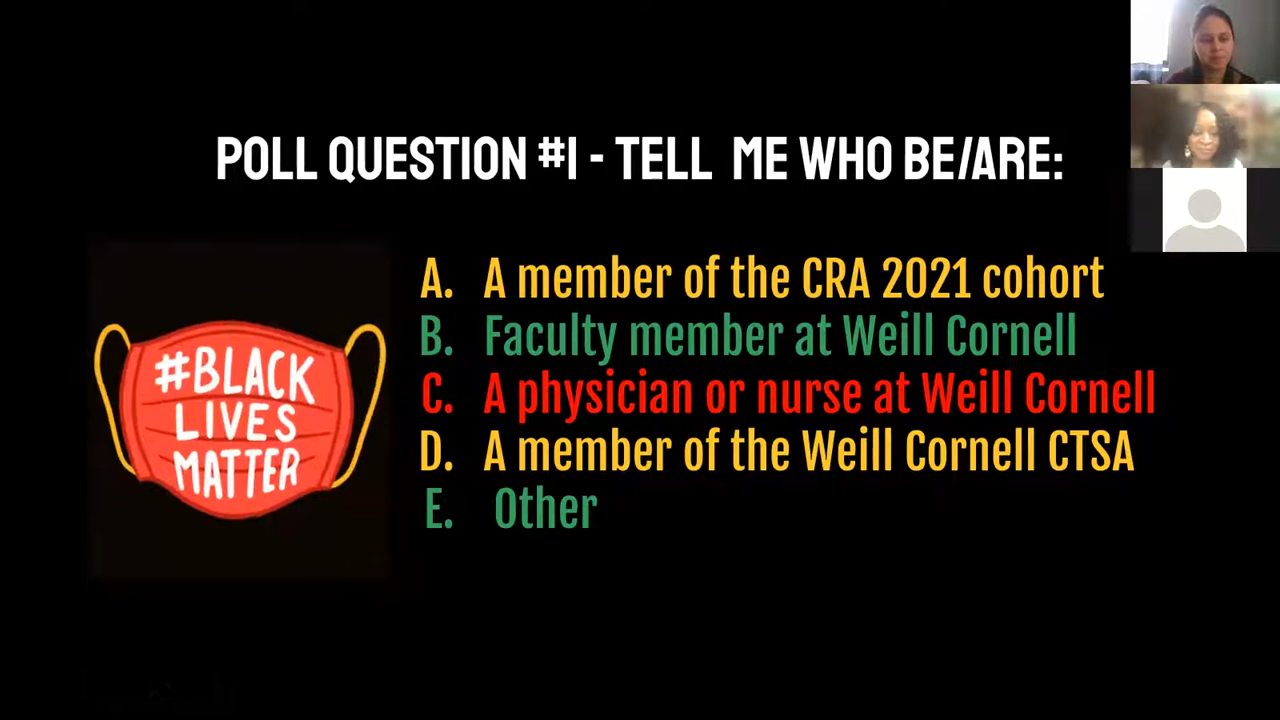 POLL QUESTION #1 - TELL ME WHO BE/ARE:
#BLACK
LIVES
MATTER
A. A member of the CRA 2021 cohort
B. Faculty member at Weill Cornell
C. A physician or nurse at Weill Cornell
D. A member of the Weill Cornell CTSA
E. Other